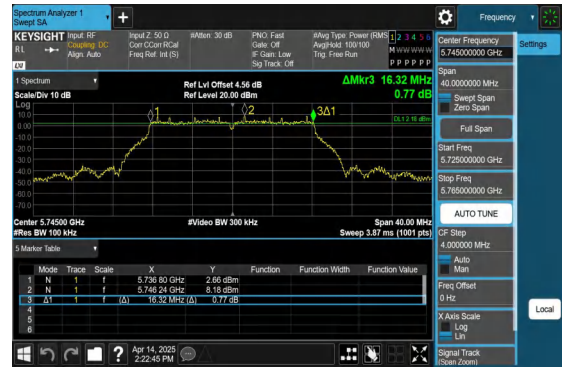 Spectrum Analyzer 1
Swept SA
+
Frequency
KEYSIGHT
RL
LXI
Input: RF
Coupling: DC
Align: Auto
Input Z: 50 Ω
Corr CCorr RCal
Freq Ref: Int (S)
#Atten: 30 dB
PNO: Fast
Gate: Off
IF Gain: Low
Sig Track: Off
#Avg Type: Power (RMS
Avg|Hold: 100/100
Trig: Free Run
1 2 3 4 5 6
M W W W W W
P P P P P P
1 Spectrum
Scale/Div 10 dB
Ref Lvl Offset 4.56 dB
Ref Level 20.00 dBm
ΔMkr3 16.32 MHz
0.77 dB
Log
10.0
0.00
-10.0
-20.0
-30.0
-40.0
-50.0
-60.0
-70.0
1
2
3Δ1
DL1 2.18 dBm
Center 5.74500 GHz
#Res BW 100 kHz
#Video BW 300 kHz
Span 40.00 MHz
Sweep 3.87 ms (1001 pts)
5 Marker Table
Mode Trace Scale X Y Function Function Width Function Value
1 N 1 f 5.736 80 GHz 2.66 dBm
2 N 1 f 5.746 24 GHz 8.18 dBm
3 Δ1 1 f (Δ) 16.32 MHz (Δ) 0.77 dB
4
5
6
Apr 14, 2025
2:22:45 PM
?
Center Frequency
5.745000000 GHz
Settings
Span
40.0000000 MHz
Swept Span
Zero Span
Full Span
Start Freq
5.725000000 GHz
Stop Freq
5.765000000 GHz
AUTO TUNE
CF Step
4.000000 MHz
Auto
Man
Freq Offset
0 Hz
X Axis Scale
Log
Lin
Local
Signal Track
(Span Zoom)